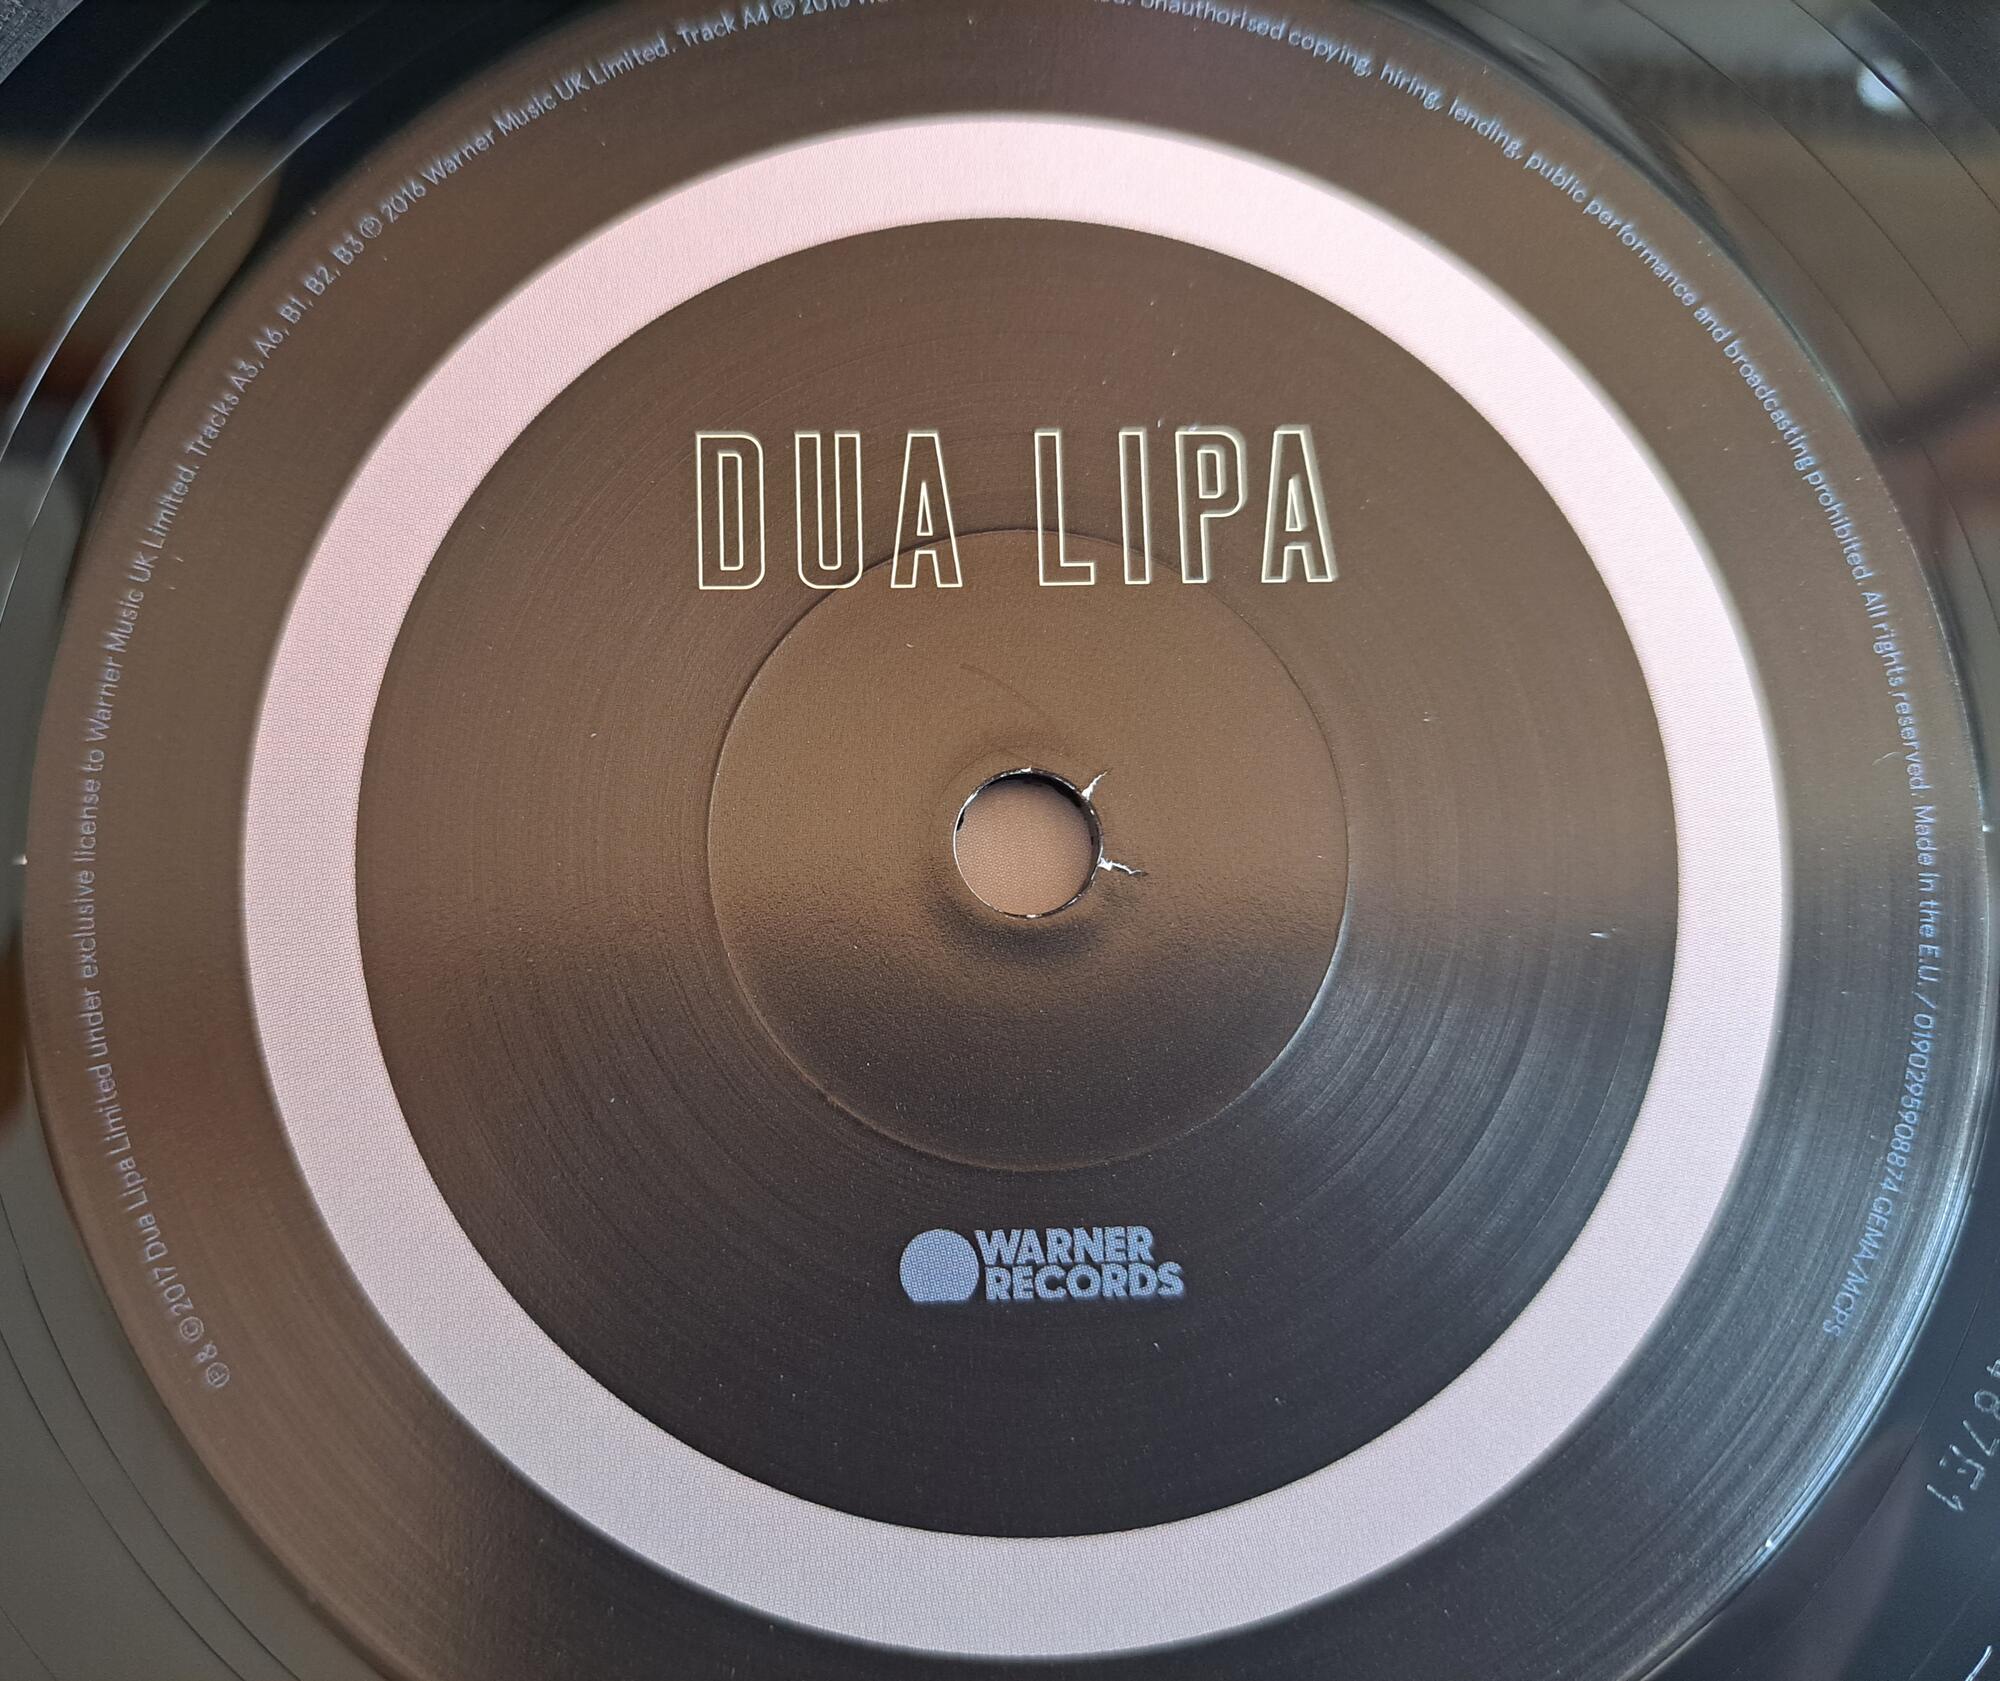 DUA LIPA
WARNER
RECORDS
Ⓟ & © 2017 Dua Lipa Limited under exclusive license to Warner Music UK Limited. Tracks A3, A6, B1, B2, B3 Ⓟ 2016 Warner Music UK Limited. Track A4 Ⓟ 2016 Unauthorised copying, hiring, lending, public performance and broadcasting prohibited. All rights reserved. Made in the E.U. / 0190295908874 GEMA/MCPS